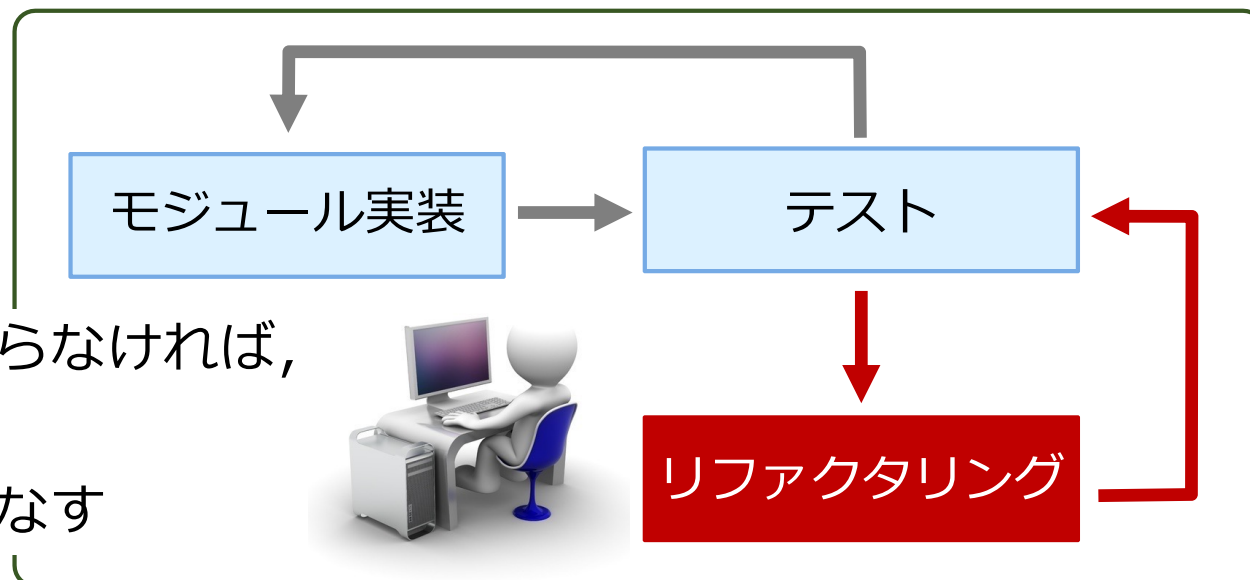 モジュール実装
テスト
らなければ,
リファクタリング
なす